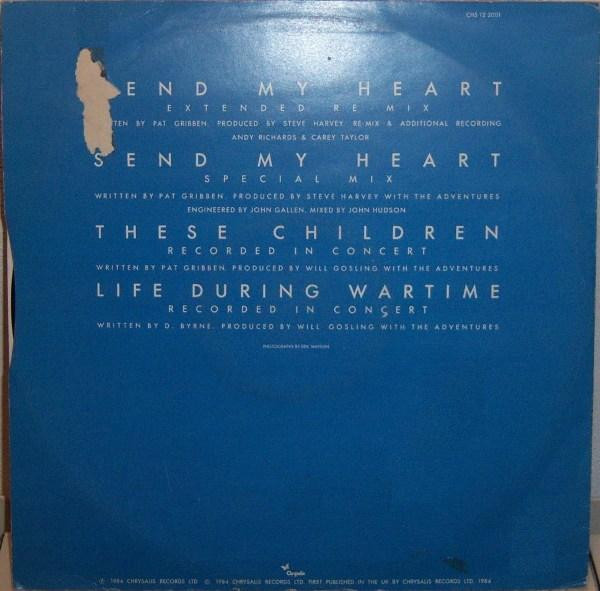 CHS 12 2001
END MY HEART
EXTENDED RE MIX
TEN BY PAT GRIBBEN. PRODUCED BY STEVE HARVEY. RE-MIX & ADDITIONAL RECORDING
ANDY RICHARDS & CAREY TAYLOR
SEND MY HEART
SPECIAL MIX
WRITTEN BY PAT GRIBBEN. PRODUCED BY STEVE HARVEY WITH THE ADVENTURES
ENGINEERED BY JOHN GALLEN. MIXED BY JOHN HUDSON
THESE CHILDREN
RECORDED IN CONCERT
WRITTEN BY PAT GRIBBEN. PRODUCED BY WILL GOSLING WITH THE ADVENTURES
LIFE DURING WARTIME
RECORDED IN CONCERT
WRITTEN BY D. BYRNE. PRODUCED BY WILL GOSLING WITH THE ADVENTURES
PHOTOGRAPHS BY ERIC WATSON
Chrysalis
℗ 1984 CHRYSALIS RECORDS LTD © 1984 CHRYSALIS RECORDS LTD. FIRST PUBLISHED IN THE UK BY CHRYSALIS RECORDS LTD. 1984